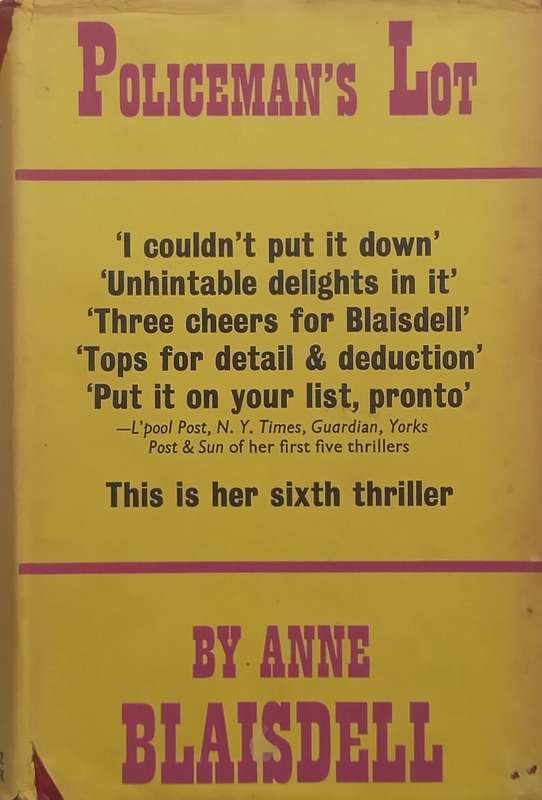 POLICEMAN'S LOT
'I couldn't put it down'
'Unhintable delights in it'
'Three cheers for Blaisdell'
'Tops for detail & deduction'
'Put it on your list, pronto'
—L'pool Post, N. Y. Times, Guardian, Yorks
Post & Sun of her first five thrillers
This is her sixth thriller
BY ANNE
BLAISDELL